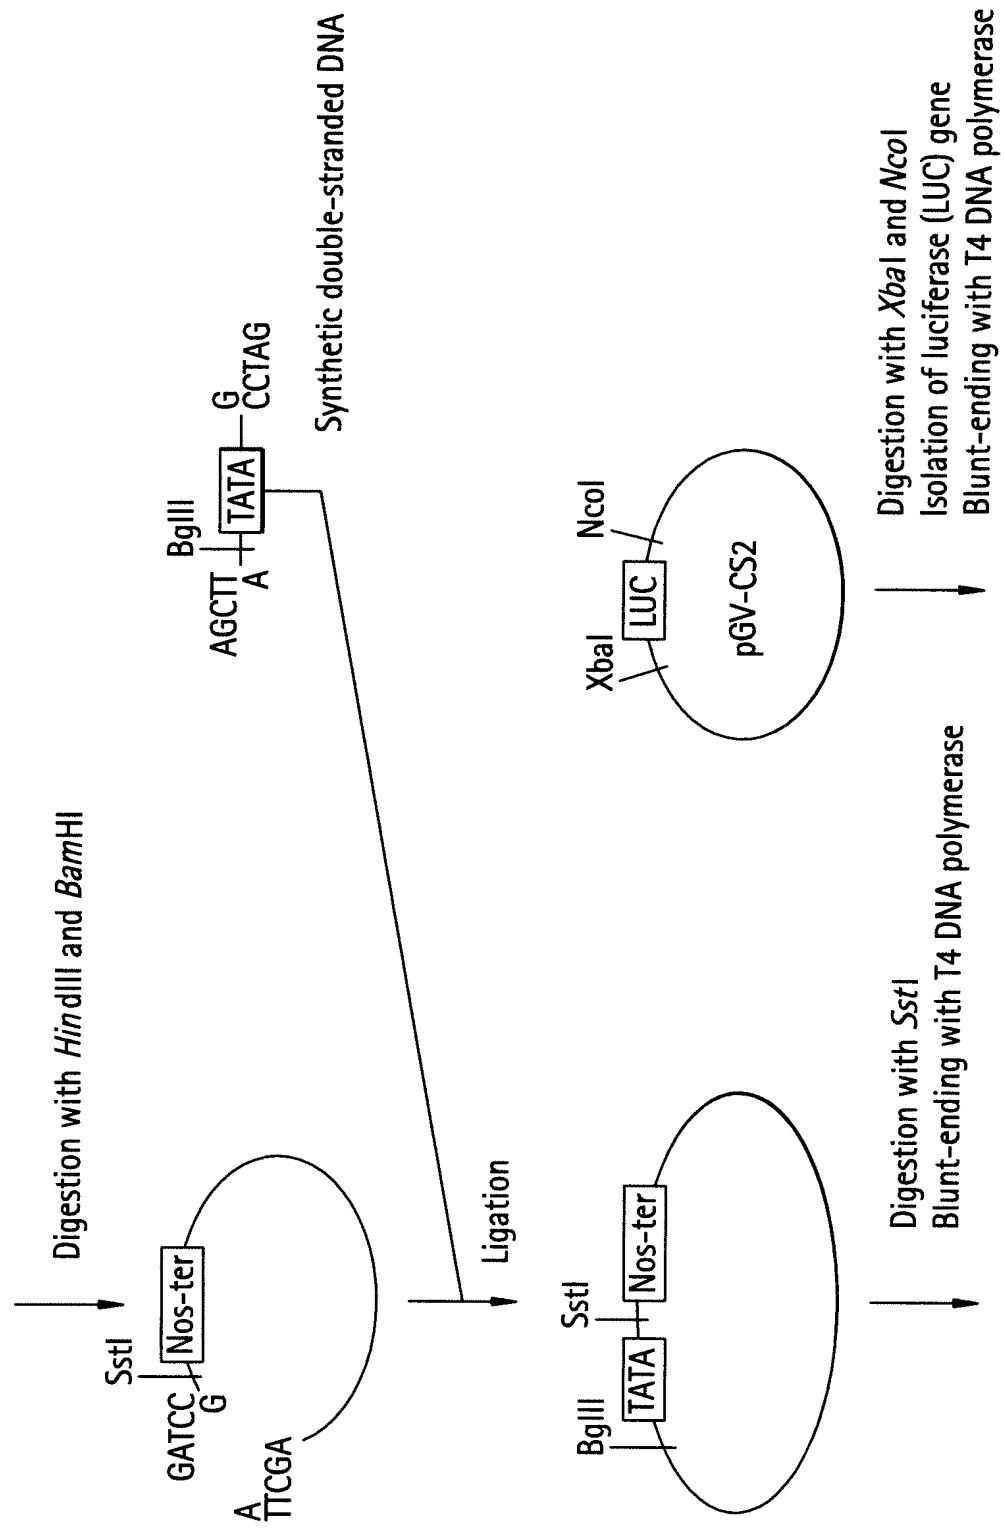 Digestion with HindIII and BamHI
SstI
GATCC
G
Nos-ter
A
TTCGA
BglII
AGCTT
A
TATA
G
CCTAG
Synthetic double-stranded DNA
Ligation
BglII
TATA
SstI
Nos-ter
XbaI
LUC
NcoI
pGV-CS2
Digestion with SstI
Blunt-ending with T4 DNA polymerase
Digestion with XbaI and NcoI
Isolation of luciferase (LUC) gene
Blunt-ending with T4 DNA polymerase